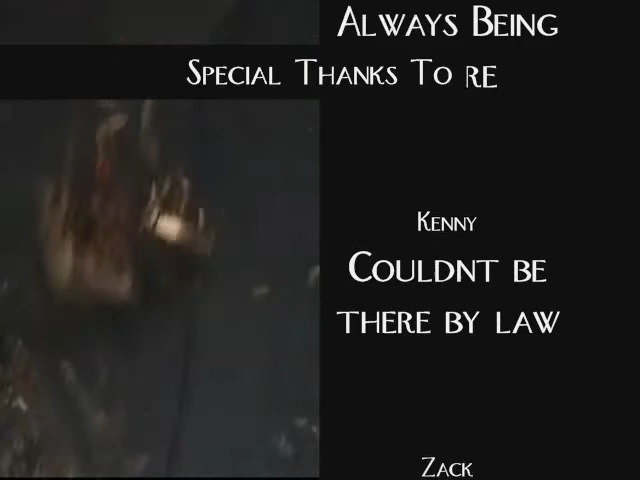 Always Being
Special Thanks To RE
Kenny
Couldnt be
there by law
Zack